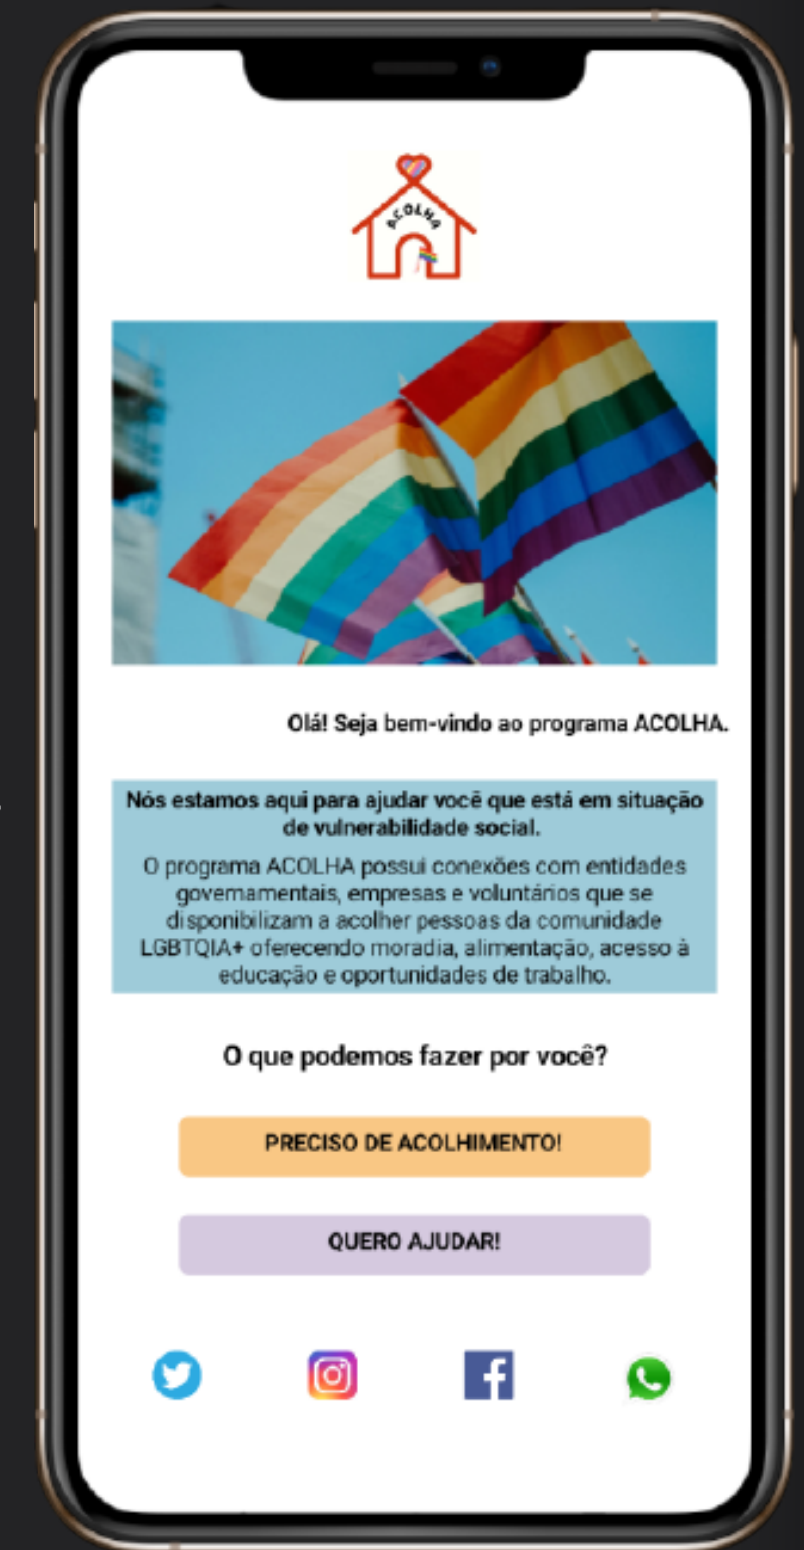 ACOLHA
Olá! Seja bem-vindo ao programa ACOLHA.
Nós estamos aqui para ajudar você que está em situação
de vulnerabilidade social.
O programa ACOLHA possui conexões com entidades
governamentais, empresas e voluntários que se
disponibilizam a acolher pessoas da comunidade
LGBTQIA+ oferecendo moradia, alimentação, acesso à
educação e oportunidades de trabalho.
O que podemos fazer por você?
PRECISO DE ACOLHIMENTO!
QUERO AJUDAR!